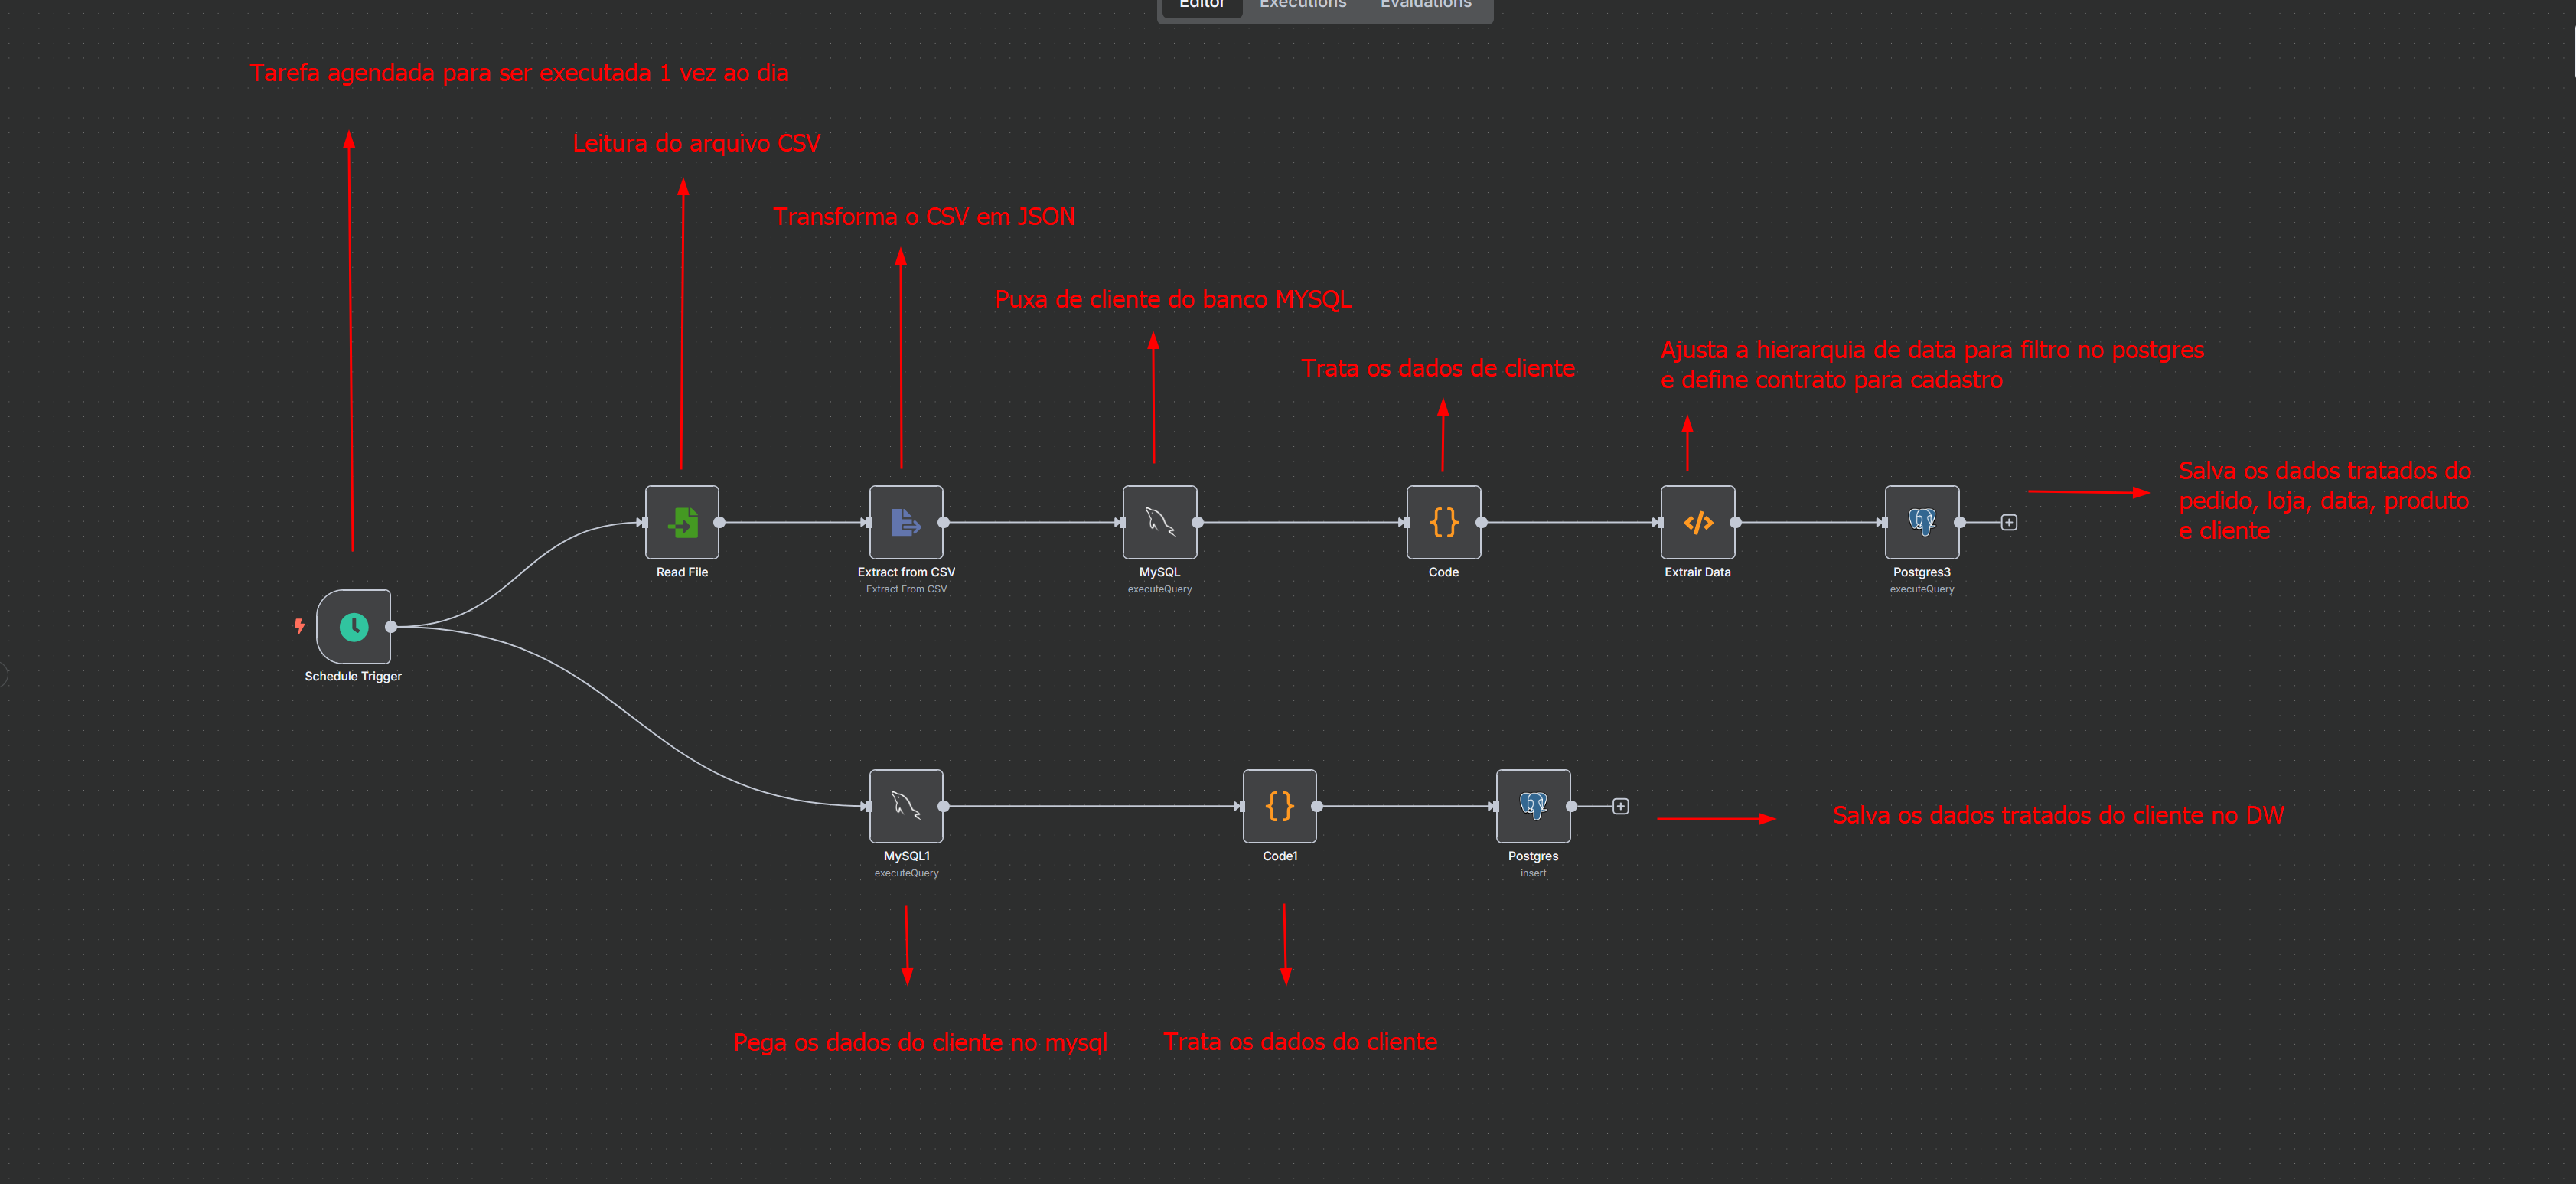 Editor Executions Evaluations
Tarefa agendada para ser executada 1 vez ao dia
Leitura do arquivo CSV
Transforma o CSV em JSON
Puxa de cliente do banco MYSQL
Trata os dados de cliente
Ajusta a hierarquia de data para filtro no postgres
e define contrato para cadastro
Salva os dados tratados do
pedido, loja, data, produto
e cliente
Read File
Extract from CSV
Extract From CSV
MySQL
executeQuery
Code
Extrair Data
Postgres3
executeQuery
Schedule Trigger
MySQL1
executeQuery
Code1
Postgres
insert
Salva os dados tratados do cliente no DW
Pega os dados do cliente no mysql
Trata os dados do cliente